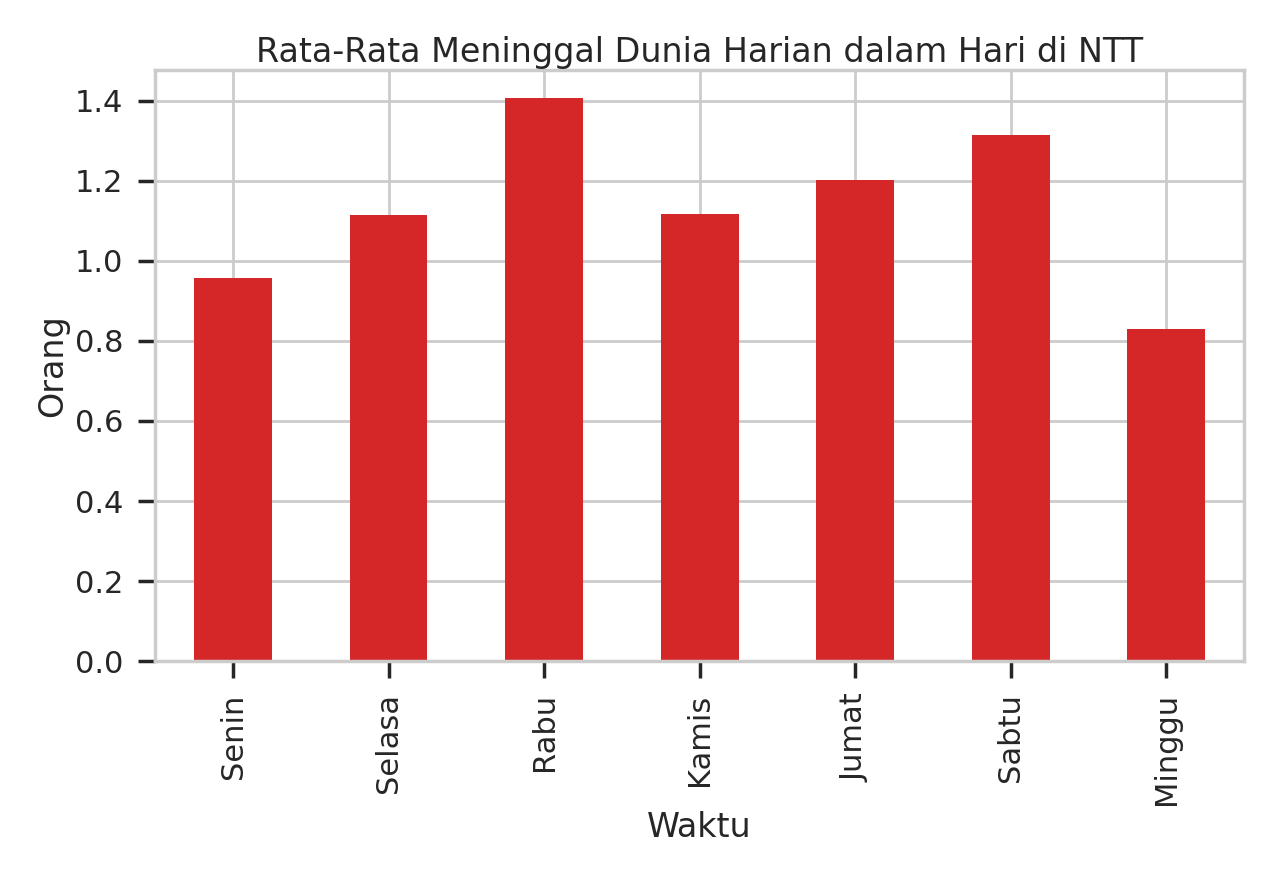 Rata-Rata Meninggal Dunia Harian dalam Hari di NTT
1.4
1.2
1.0
0.8
0.6
0.4
0.2
0.0
Orang
Senin
Selasa
Rabu
Kamis
Jumat
Sabtu
Minggu
Waktu